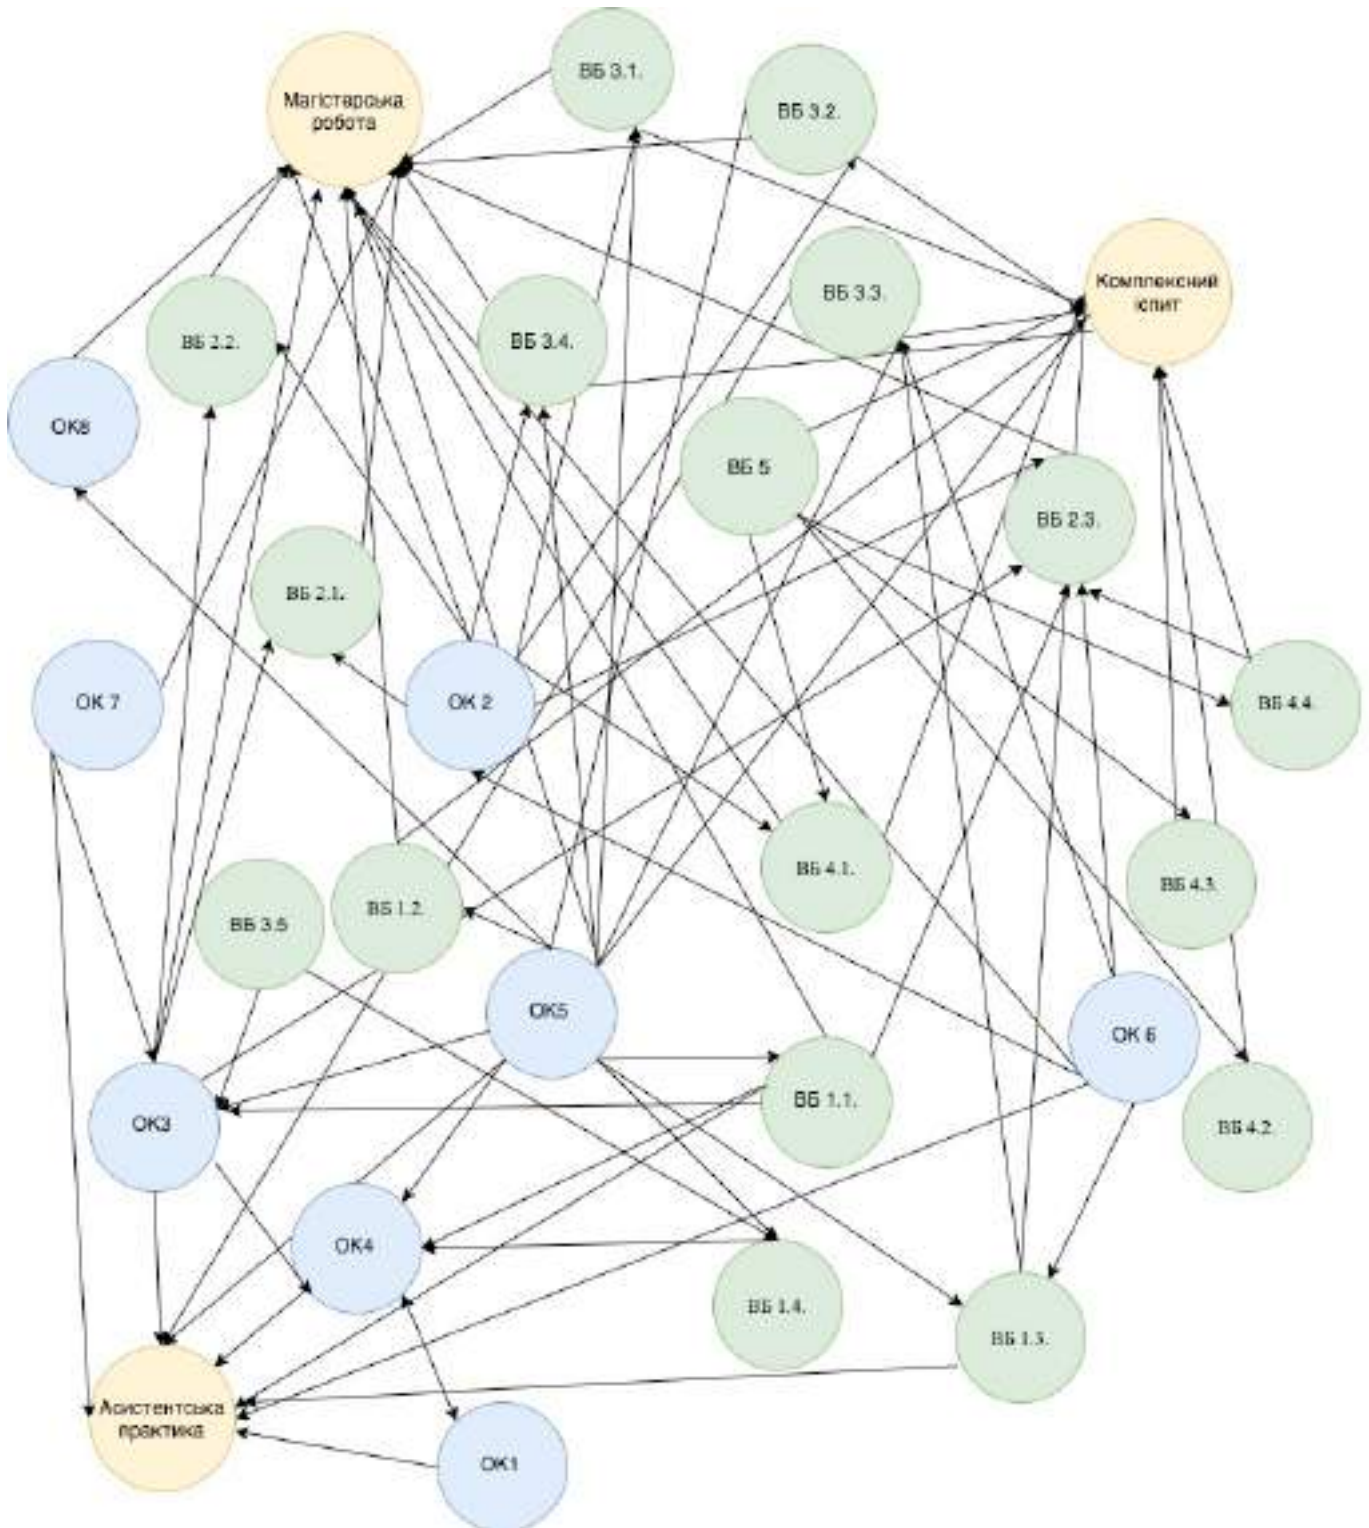 ВБ 3.1.
Магістерська
робота
ВБ 3.2.
Комплексний
іспит
ВБ 3.3.
ВБ 2.2.
ВБ 3.4.
ОК8
ВБ 5
ВБ 2.3.
ВБ 2.1.
ОК 7
ОК 2
ВБ 4.4.
ВБ 4.1.
ВБ 4.3.
ВБ 3.5
ВБ 1.2.
ОК5
ОК 6
ОК3
ВБ 1.1.
ВБ 4.2.
ОК4
ВБ 1.4.
ВБ 1.3.
Асистентська
практика
ОК1